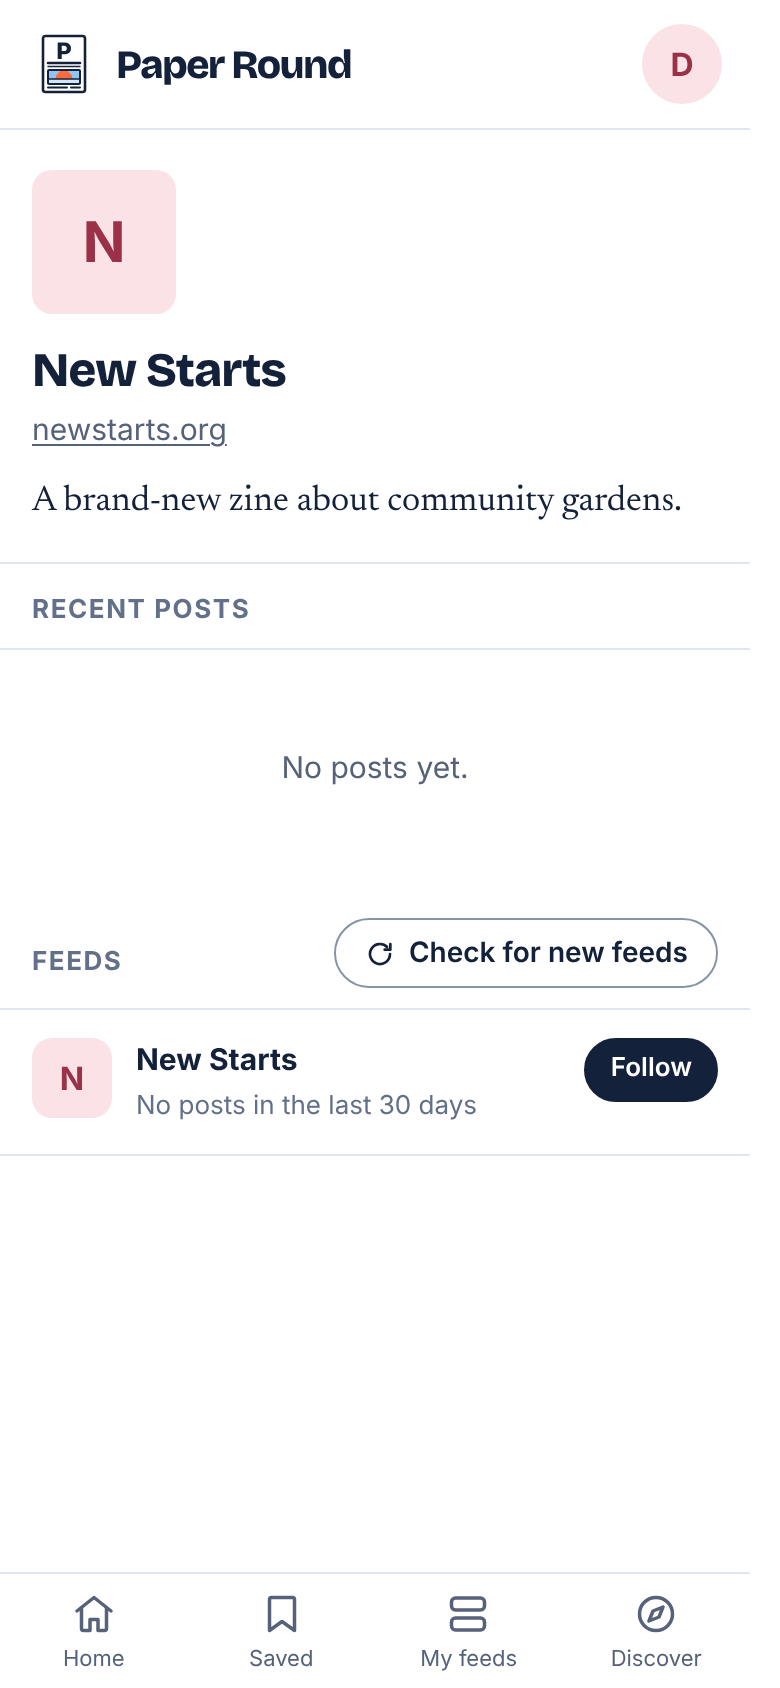 P
Paper Round
D
N
New Starts
newstarts.org
A brand-new zine about community gardens.
RECENT POSTS
No posts yet.
FEEDS
Check for new feeds
N
New Starts
No posts in the last 30 days
Follow
Home
Saved
My feeds
Discover